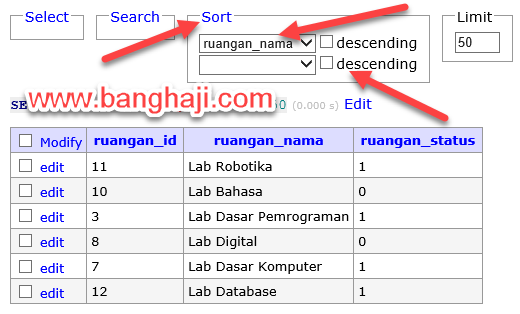 Select Search Sort Limit
ruangan_nama descending 50
descending
SE www.banghaji.com 50 (0.000 s) Edit
Modify ruangan_id ruangan_nama ruangan_status
edit 11 Lab Robotika 1
edit 10 Lab Bahasa 0
edit 3 Lab Dasar Pemrograman 1
edit 8 Lab Digital 0
edit 7 Lab Dasar Komputer 1
edit 12 Lab Database 1